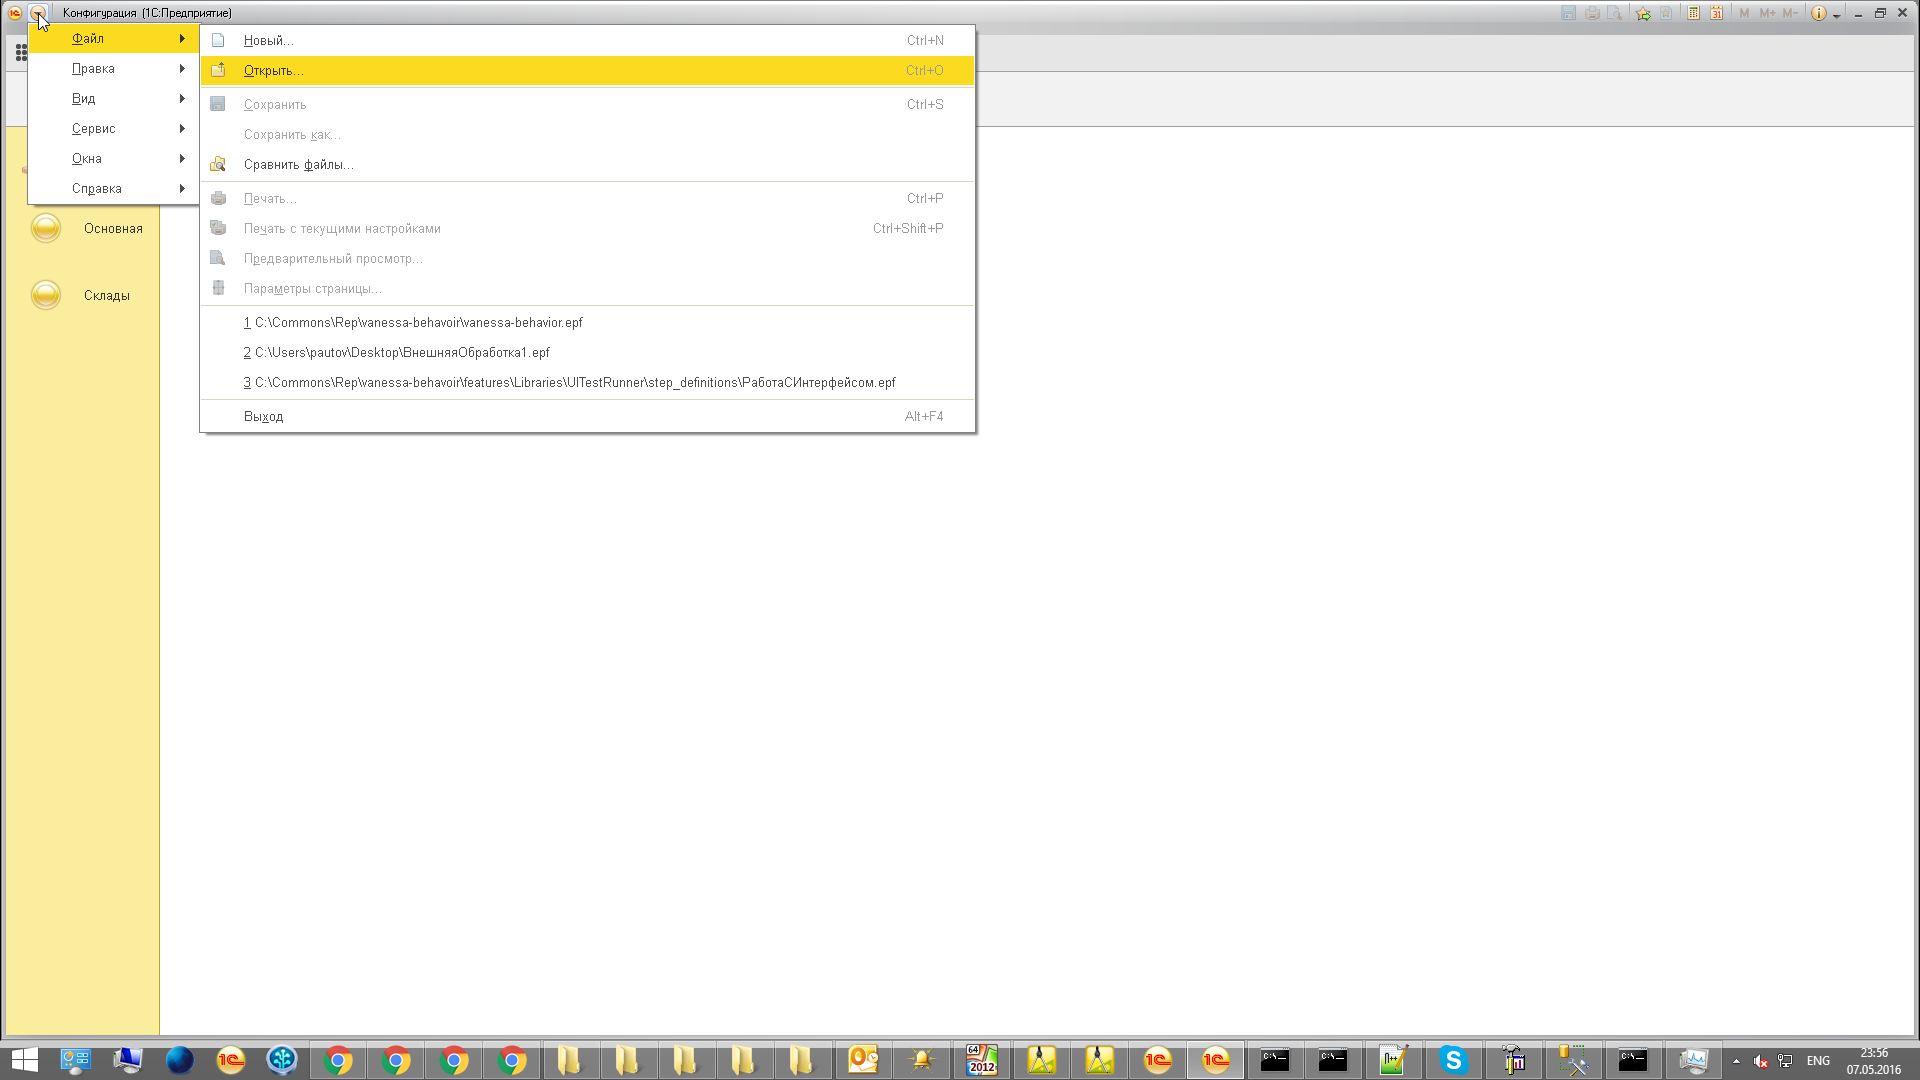 Конфигурация (1С:Предприятие)
31 M M+ M-
Файл
Правка
Вид
Сервис
Окна
Справка
Новый... Ctrl+N
Открыть... Ctrl+O
Сохранить Ctrl+S
Сохранить как...
Сравнить файлы...
Печать... Ctrl+P
Печать с текущими настройками Ctrl+Shift+P
Предварительный просмотр...
Параметры страницы...
1 C:\Commons\Rep\vanessa-behavoir\vanessa-behavior.epf
2 C:\Users\pautov\Desktop\ВнешняяОбработка1.epf
3 C:\Commons\Rep\vanessa-behavoir\features\Libraries\UITestRunner\step_definitions\РаботаСИнтерфейсом.epf
Выход Alt+F4
Основная
Склады
ENG
23:56
07.05.2016
64
2012